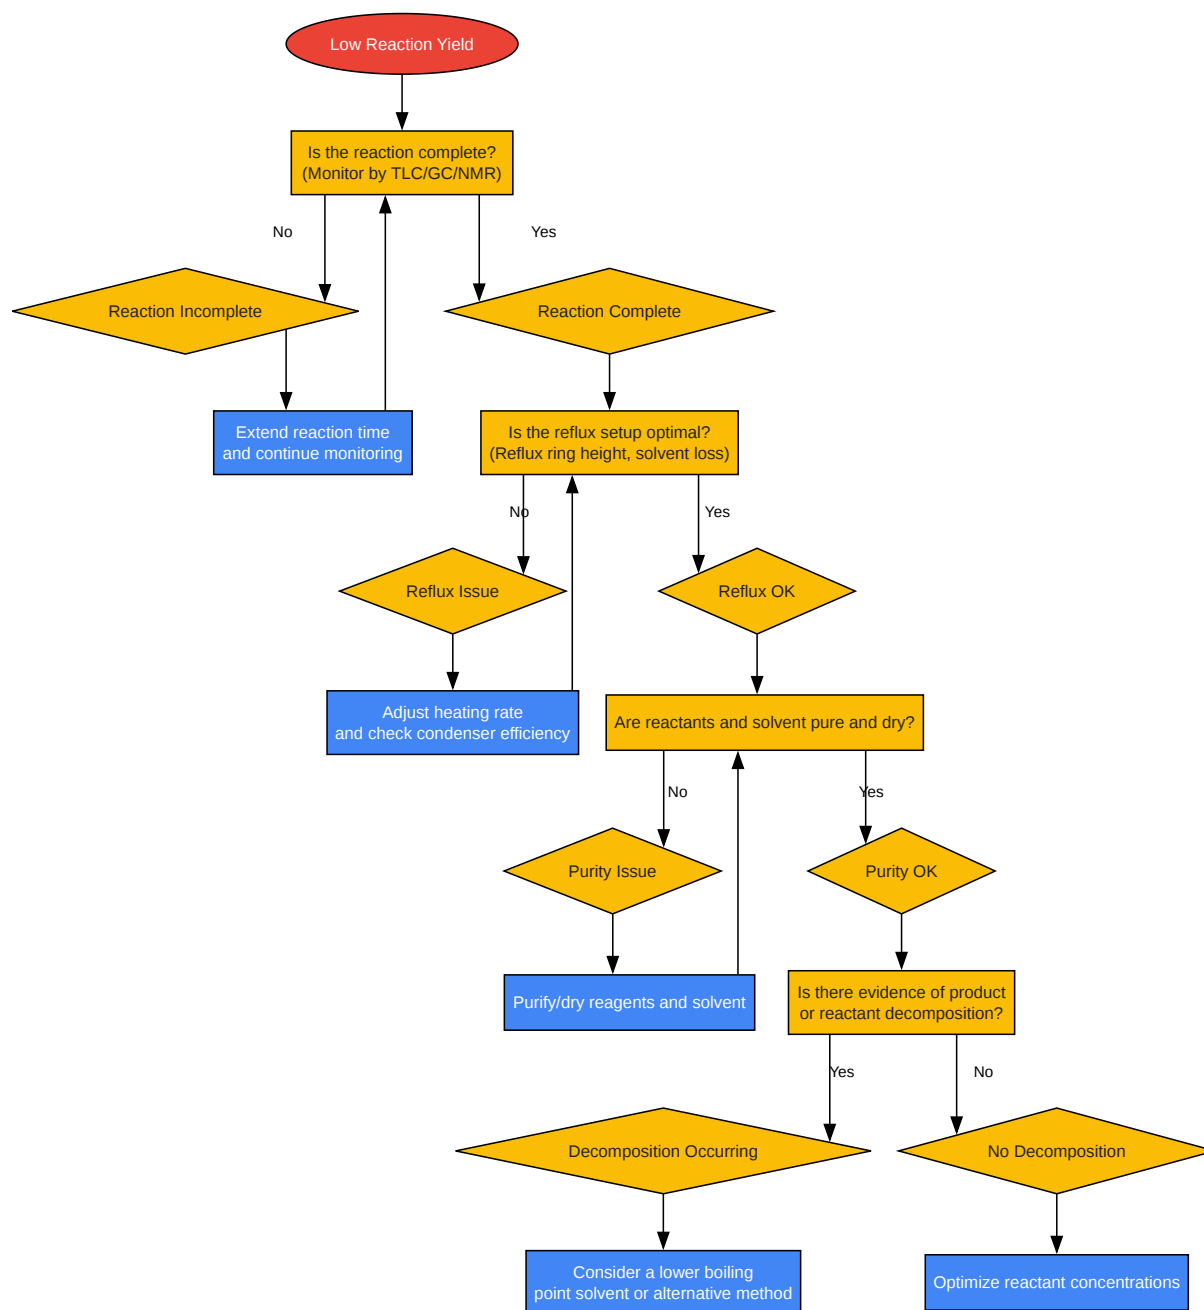 Low Reaction Yield
Is the reaction complete?
(Monitor by TLC/GC/NMR)
No
Yes
Reaction Incomplete
Reaction Complete
Extend reaction time
and continue monitoring
Is the reflux setup optimal?
(Reflux ring height, solvent loss)
No
Yes
Reflux Issue
Reflux OK
Adjust heating rate
and check condenser efficiency
Are reactants and solvent pure and dry?
No
Yes
Purity Issue
Purity OK
Purify/dry reagents and solvent
Is there evidence of product
or reactant decomposition?
Yes
No
Decomposition Occurring
No Decomposition
Consider a lower boiling
point solvent or alternative method
Optimize reactant concentrations